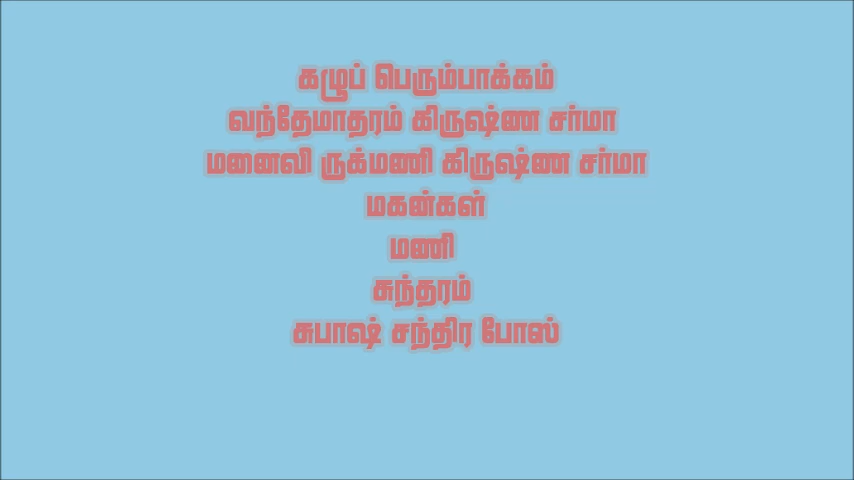 கழுப் பெரும்பாக்கம்
வந்தேமாதரம் கிருஷ்ண சர்மா
மனைவி ருக்மணி கிருஷ்ண சர்மா
மகன்கள்
மணி
சுந்தரம்
சுபாஷ் சந்திர போஸ்